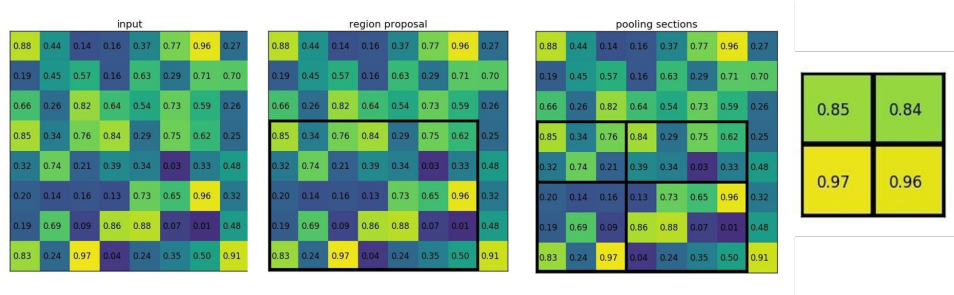 input
0.88 0.44 0.14 0.16 0.37 0.77 0.96 0.27
0.19 0.45 0.57 0.16 0.63 0.29 0.71 0.70
0.66 0.26 0.82 0.64 0.54 0.73 0.59 0.26
0.85 0.34 0.76 0.84 0.29 0.75 0.62 0.25
0.32 0.74 0.21 0.39 0.34 0.03 0.33 0.48
0.20 0.14 0.16 0.13 0.73 0.65 0.96 0.32
0.19 0.69 0.09 0.86 0.88 0.07 0.01 0.48
0.83 0.24 0.97 0.04 0.24 0.35 0.50 0.91
region proposal
0.88 0.44 0.14 0.16 0.37 0.77 0.96 0.27
0.19 0.45 0.57 0.16 0.63 0.29 0.71 0.70
0.66 0.26 0.82 0.64 0.54 0.73 0.59 0.26
0.85 0.34 0.76 0.84 0.29 0.75 0.62 0.25
0.32 0.74 0.21 0.39 0.34 0.03 0.33 0.48
0.20 0.14 0.16 0.13 0.73 0.65 0.96 0.32
0.19 0.69 0.09 0.86 0.88 0.07 0.01 0.48
0.83 0.24 0.97 0.04 0.24 0.35 0.50 0.91
pooling sections
0.88 0.44 0.14 0.16 0.37 0.77 0.96 0.27
0.19 0.45 0.57 0.16 0.63 0.29 0.71 0.70
0.66 0.26 0.82 0.64 0.54 0.73 0.59 0.26
0.85 0.34 0.76 0.84 0.29 0.75 0.62 0.25
0.32 0.74 0.21 0.39 0.34 0.03 0.33 0.48
0.20 0.14 0.16 0.13 0.73 0.65 0.96 0.32
0.19 0.69 0.09 0.86 0.88 0.07 0.01 0.48
0.83 0.24 0.97 0.04 0.24 0.35 0.50 0.91
0.85 0.84
0.97 0.96